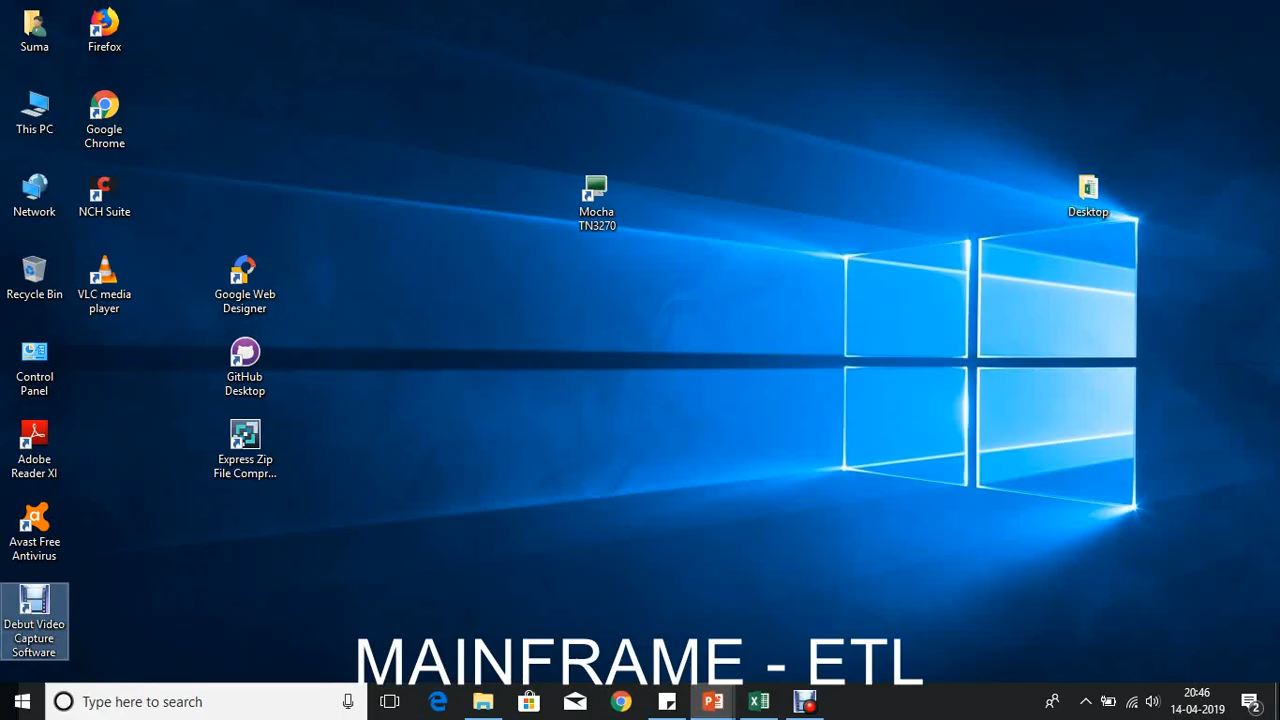 Suma
Firefox
This PC
Google
Chrome
Network
NCH Suite
Mocha
TN3270
Desktop
Recycle Bin
VLC media
player
Google Web
Designer
Control
Panel
GitHub
Desktop
Adobe
Reader XI
Express Zip
File Compr...
Avast Free
Antivirus
Debut Video
Capture
Software
MAINFRAME - ETL
Type here to search
20:46
14-04-2019
2